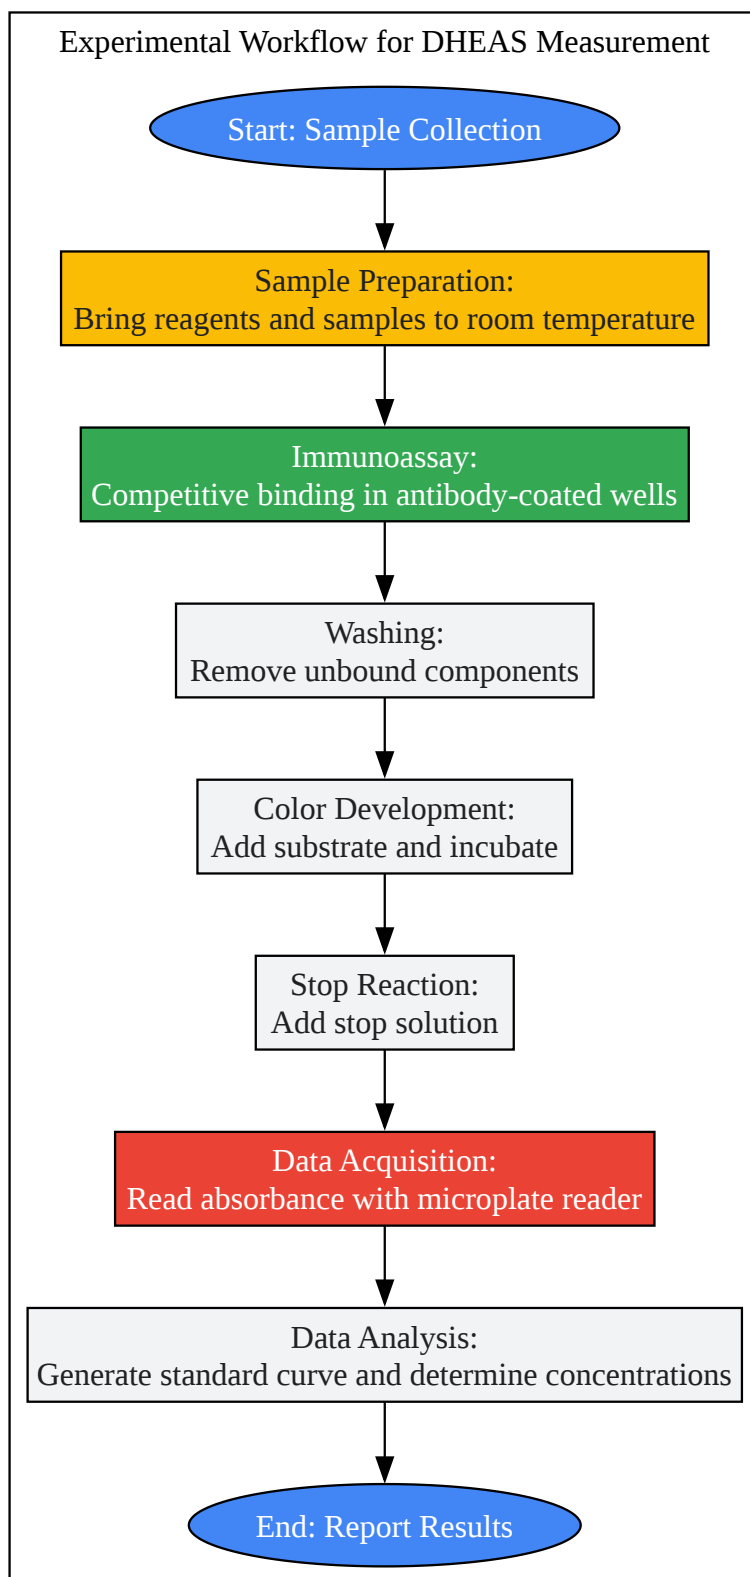 Experimental Workflow for DHEAS Measurement
Start: Sample Collection
Sample Preparation:
Bring reagents and samples to room temperature
Immunoassay:
Competitive binding in antibody-coated wells
Washing:
Remove unbound components
Color Development:
Add substrate and incubate
Stop Reaction:
Add stop solution
Data Acquisition:
Read absorbance with microplate reader
Data Analysis:
Generate standard curve and determine concentrations
End: Report Results